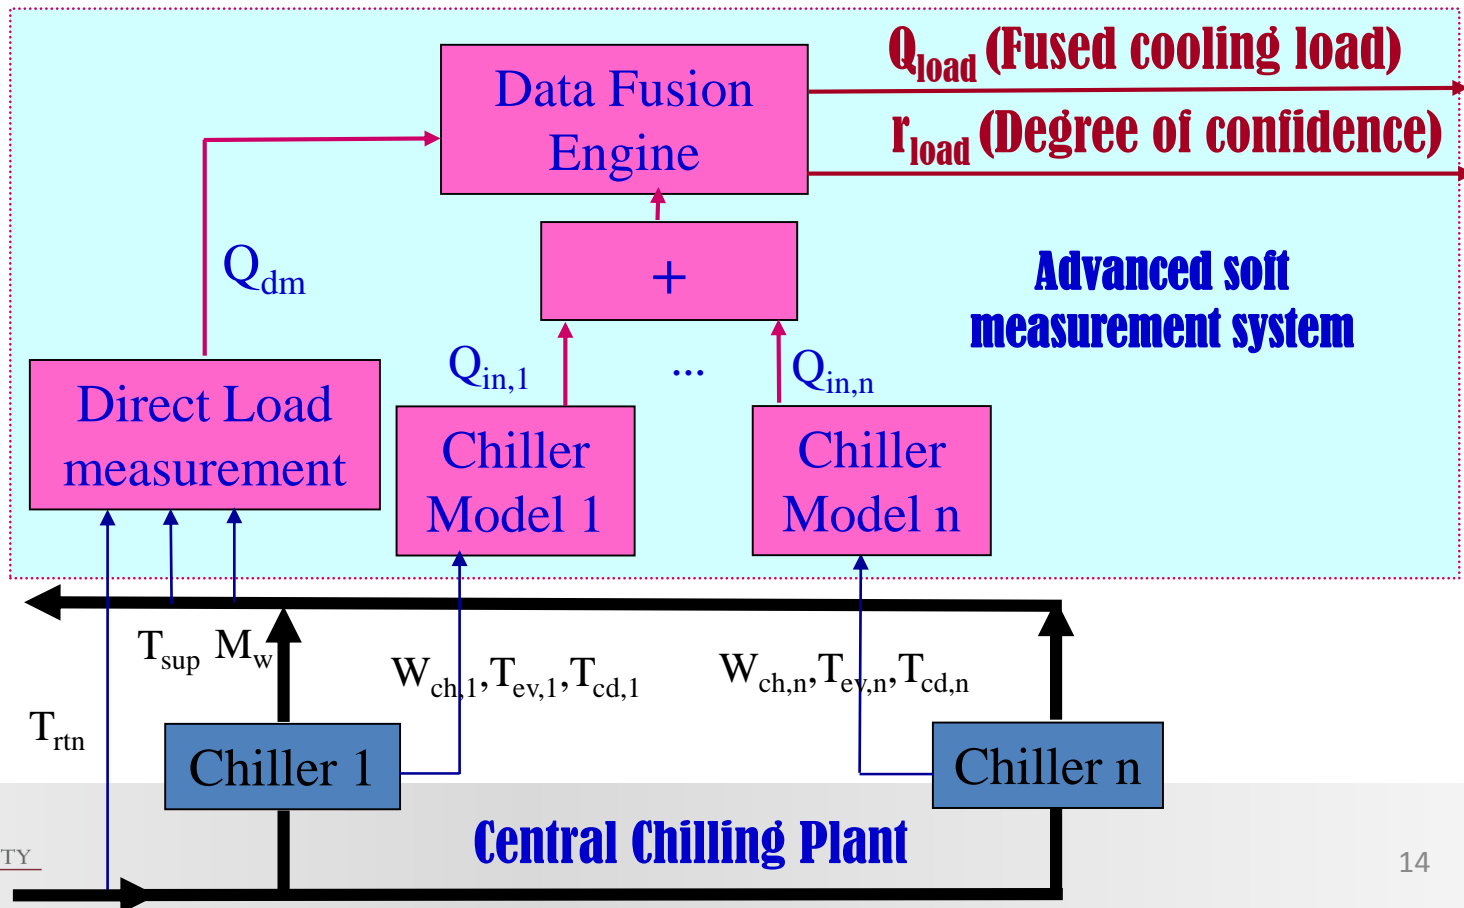 Q_load (Fused cooling load)
Data Fusion
Engine
r_load (Degree of confidence)
Q_dm
+
Advanced soft
measurement system
Q_in,1
...
Q_in,n
Direct Load
measurement
Chiller
Model 1
Chiller
Model n
T_sup M_w
W_ch,1,T_ev,1,T_cd,1
W_ch,n,T_ev,n,T_cd,n
T_rtn
Chiller 1
Chiller n
Central Chilling Plant
TY
14